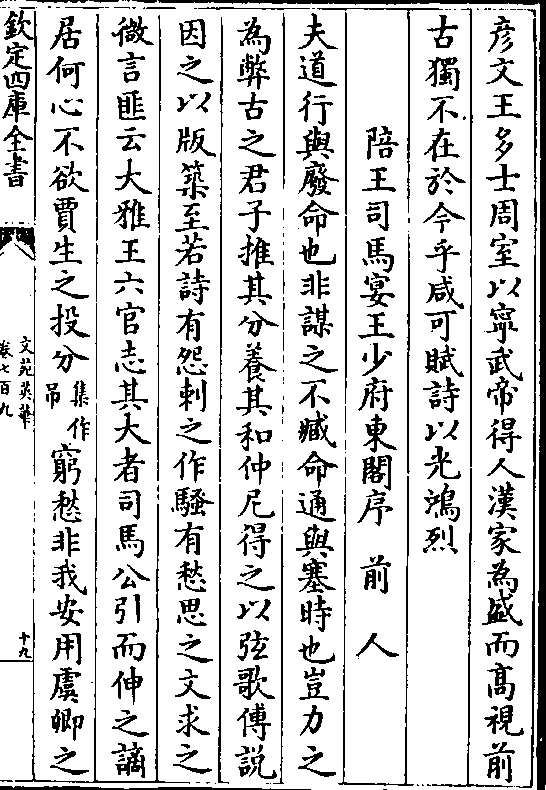 彦文王多士周室以寧武帝得人漢家為盛而髙視前
古獨不在於今乎咸可賦詩以光鴻烈
陪王司馬宴王少府東閣序 前人
夫道行與廢命也非謀之不臧命通與塞時也豈力之
為弊古之君子推其分養其和仲尼得之以弦歌傅説
因之以版築至若詩有怨刺之作騷有愁思之文求之
微言匪云大雅王六官志其大者司馬公引而伸之謫
居何心不欲賈生之投分集作吊窮愁非我安用虞卿之
欽定四庫全書
文苑英華
卷七百九
十九